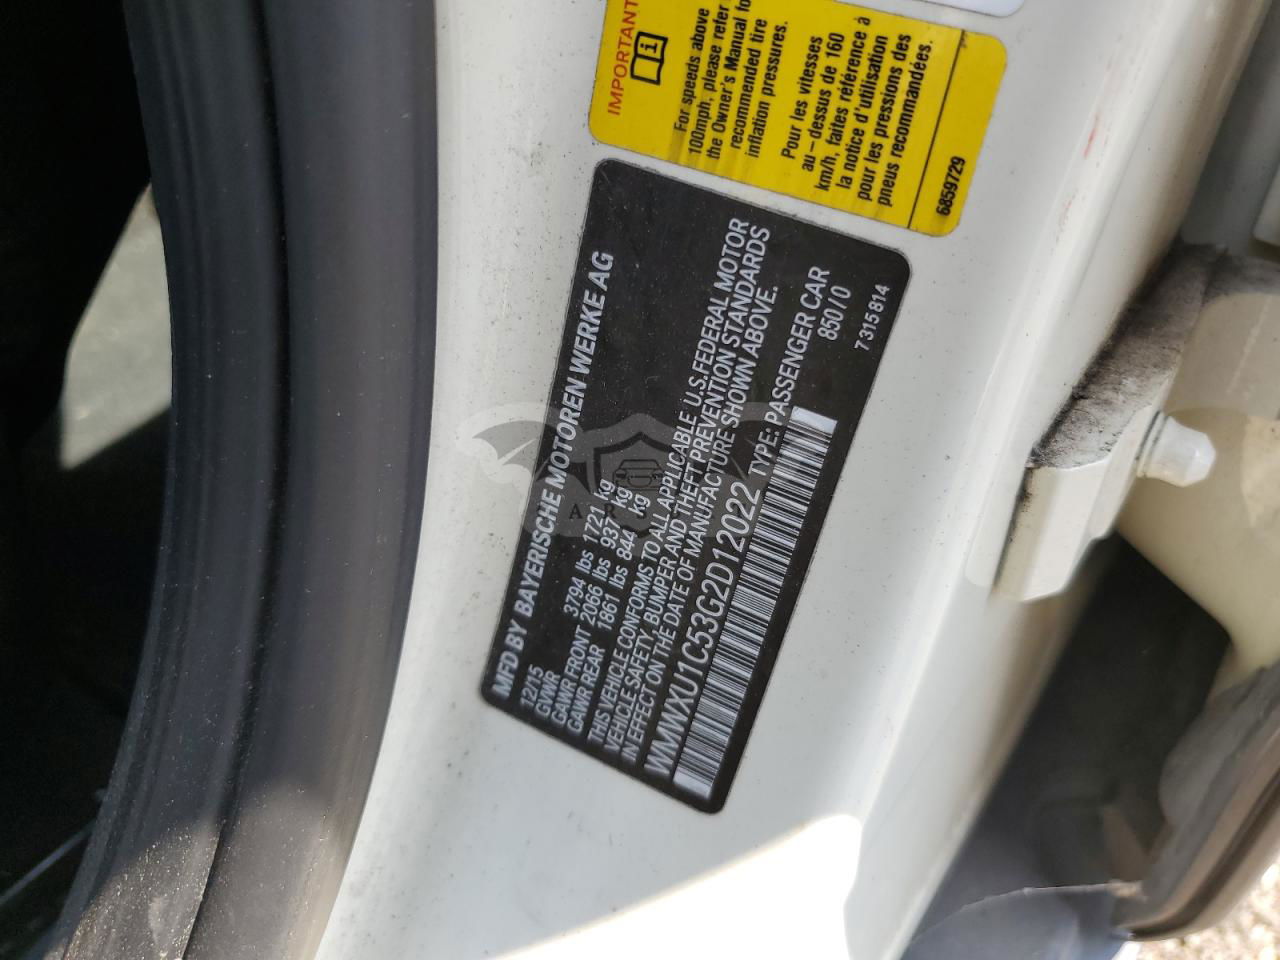 IMPORTANT
For speeds above
100mph, please refer
the Owner's Manual fo
recommended tire
inflation pressures.
Pour les vitesses
au-dessus de 160
km/h, faites référence à
la notice d'utilisation
pour les pressions des
pneus recommandées.
6859729
MFD BY BAYERISCHE MOTOREN WERKE AG
12/15
GVWR 3794 lbs 1721 kg
GAWR FRONT 2066 lbs 937 kg
GAWR REAR 1861 lbs 844 kg
THIS VEHICLE CONFORMS TO ALL APPLICABLE U.S.FEDERAL MOTOR
VEHICLE SAFETY, BUMPER AND THEFT PREVENTION STANDARDS
IN EFFECT ON THE DATE OF MANUFACTURE SHOWN ABOVE.
WMWXU1C53G2D12022 TYPE: PASSENGER CAR
850 / 0
7 315 814